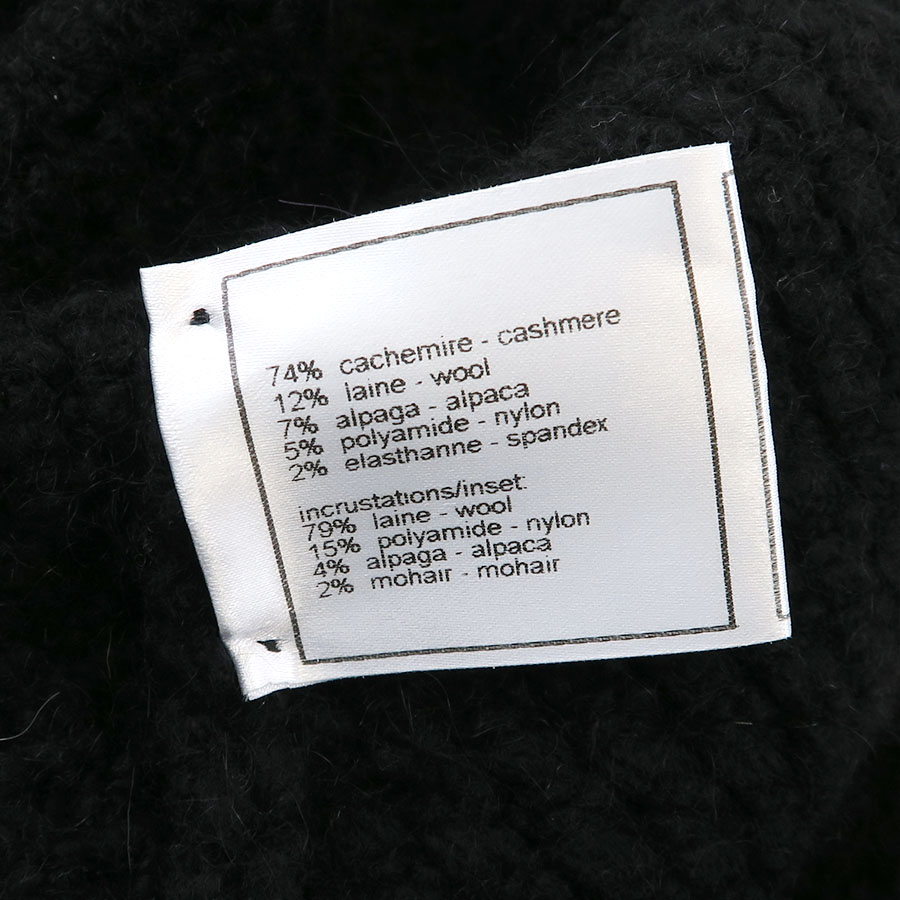 74% cachemire - cashmere
12% laine - wool
7% alpaga - alpaca
5% polyamide - nylon
2% elasthanne - spandex
incrustations/inset:
79% laine - wool
15% polyamide - nylon
4% alpaga - alpaca
2% mohair - mohair